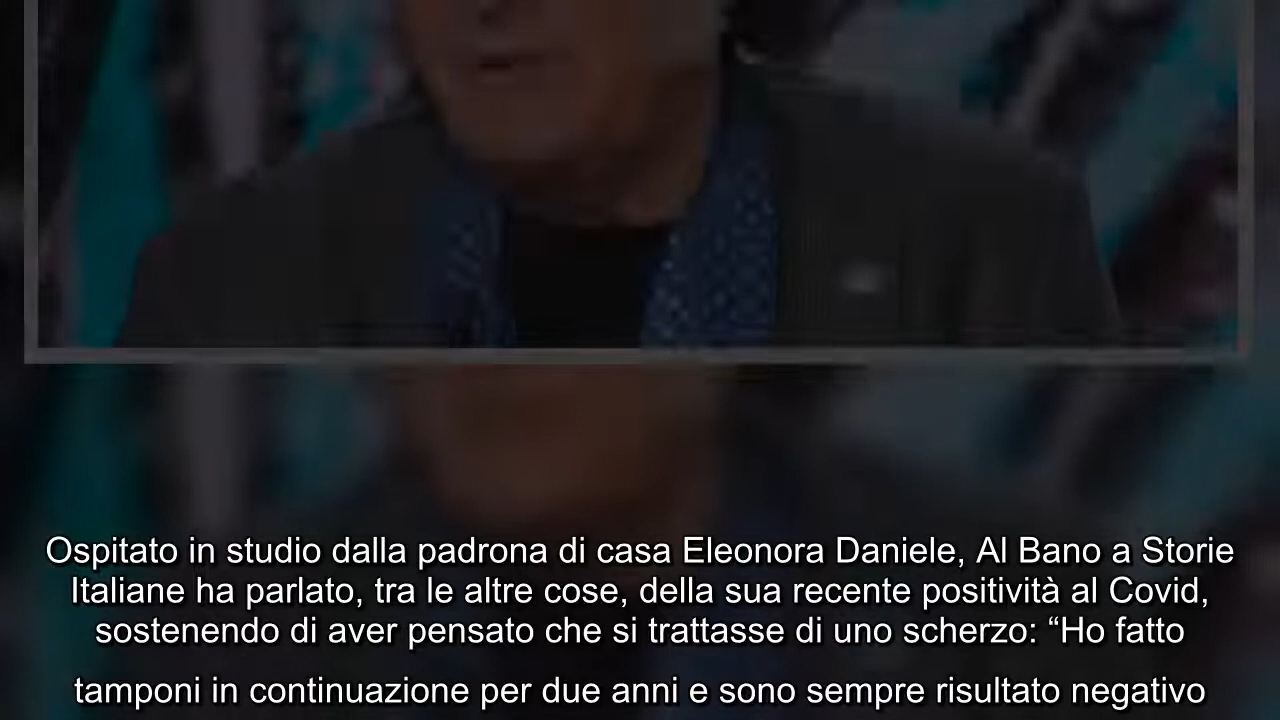 Ospitato in studio dalla padrona di casa Eleonora Daniele, Al Bano a Storie
Italiane ha parlato, tra le altre cose, della sua recente positività al Covid,
sostenendo di aver pensato che si trattasse di uno scherzo: “Ho fatto
tamponi in continuazione per due anni e sono sempre risultato negativo